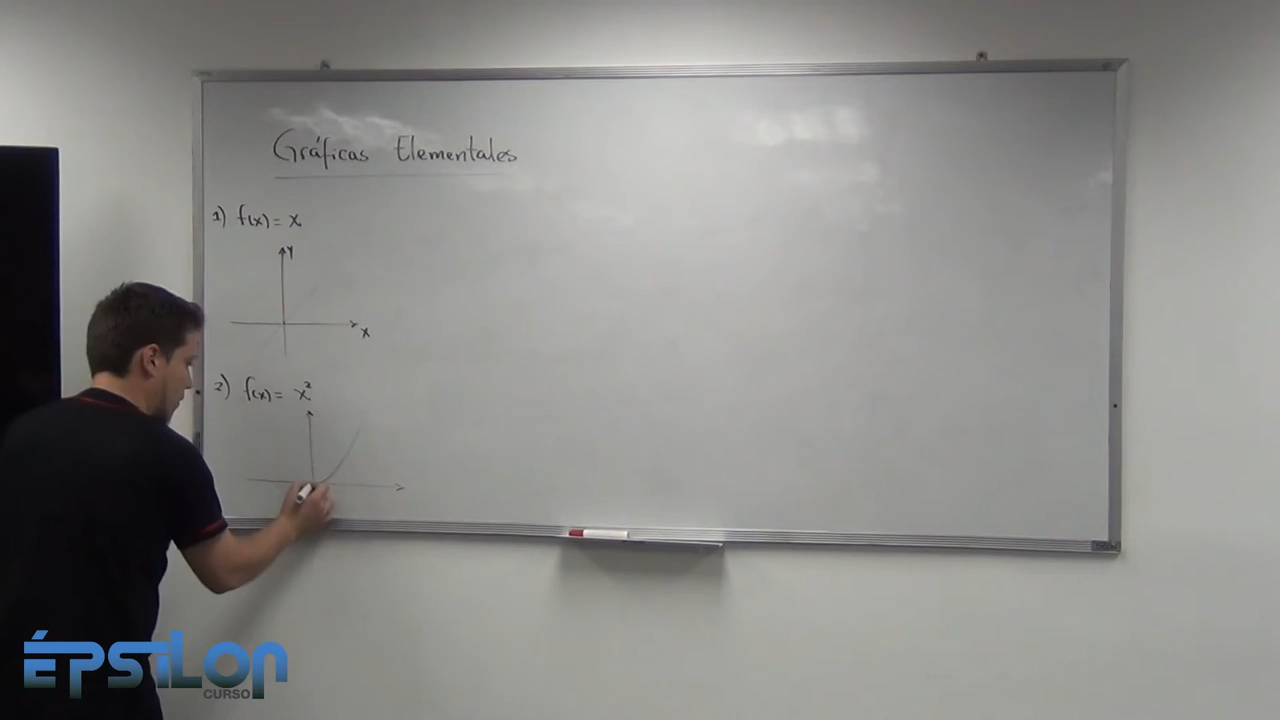 Gráficas Elementales
1) f(x) = x
y
x
2) f(x) = x²
ÉPSILON
CURSO